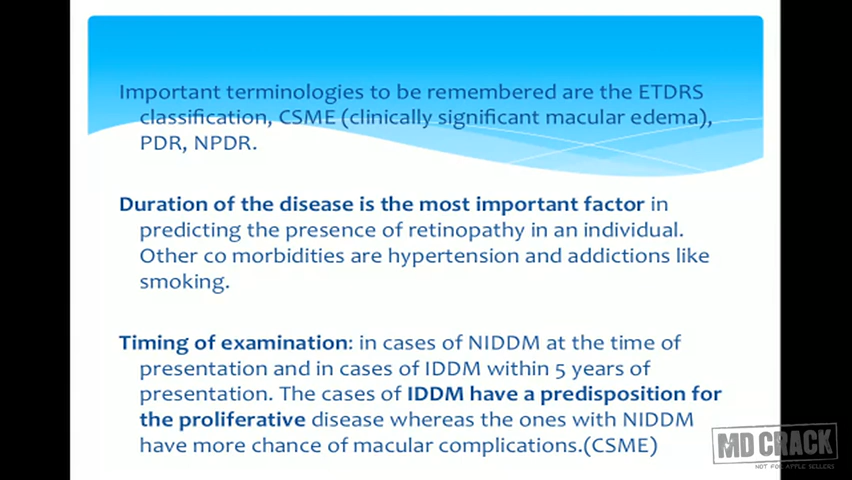 Important terminologies to be remembered are the ETDRS
classification, CSME (clinically significant macular edema),
PDR, NPDR.
Duration of the disease is the most important factor in
predicting the presence of retinopathy in an individual.
Other co morbidities are hypertension and addictions like
smoking.
Timing of examination: in cases of NIDDM at the time of
presentation and in cases of IDDM within 5 years of
presentation. The cases of IDDM have a predisposition for
the proliferative disease whereas the ones with NIDDM
have more chance of macular complications.(CSME)
MD CRACK
NOT FOR APPLE SELLERS